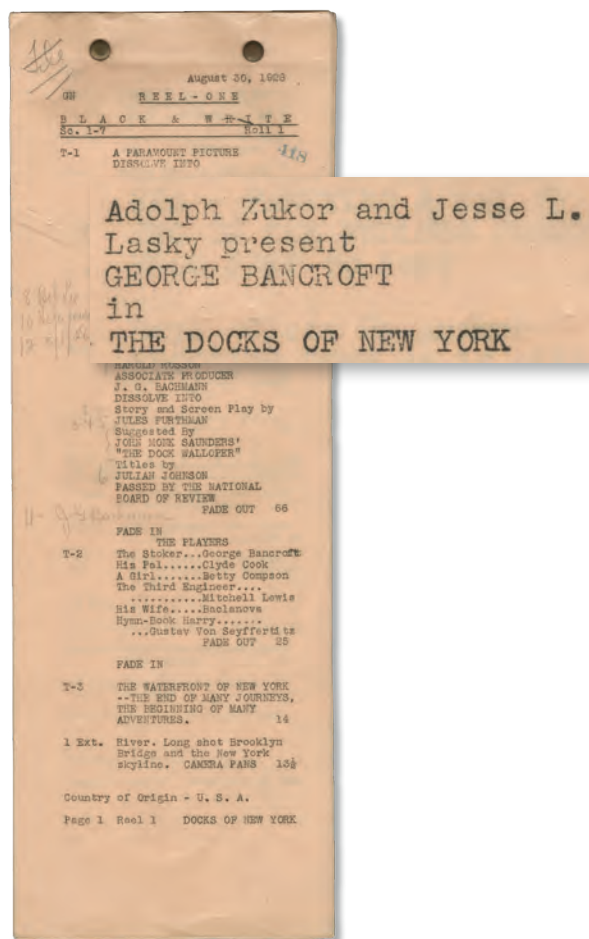 August 30, 1928
GN REEL-ONE
BLACK & WHITE
Sc. 1-7 Roll 1
418
T-1 A PARAMOUNT PICTURE
DISSOLVE INTO
Adolph Zukor and Jesse L.
Lasky present
GEORGE BANCROFT
in
THE DOCKS OF NEW YORK
HAROLD ROSSON
ASSOCIATE PRODUCER
J. G. BACHMANN
DISSOLVE INTO
Story and Screen Play by
JULES FURTHMAN
Suggested By
JOHN MONK SAUNDERS'
"THE DOCK WALLOPER"
Titles by
JULIAN JOHNSON
PASSED BY THE NATIONAL
BOARD OF REVIEW
FADE OUT 66
FADE IN
THE PLAYERS
T-2 The Stoker...George Bancroft
His Pal......Clyde Cook
A Girl.......Betty Compson
The Third Engineer....
...........Mitchell Lewis
His Wife.....Baclanova
Hymn-Book Harry.......
...Gustav Von Seyffertitz
FADE OUT 25
FADE IN
T-3 THE WATERFRONT OF NEW YORK
--THE END OF MANY JOURNEYS,
THE BEGINNING OF MANY
ADVENTURES. 14
1 Ext. River. Long shot Brooklyn
Bridge and the New York
skyline. CAMERA PANS 13½
Country of Origin - U. S. A.
Page 1 Reel 1 DOCKS OF NEW YORK